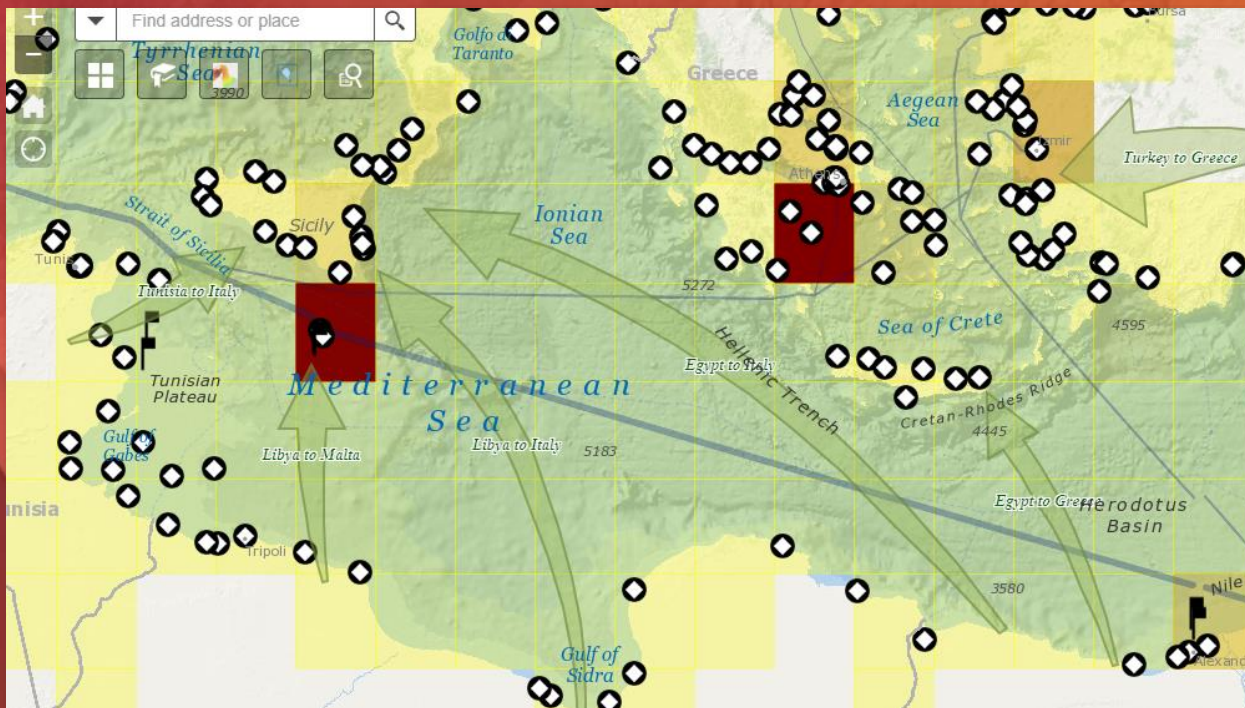 Find address or place
Bursa
Tyrrhenian
Sea
3990
Golfo di
Taranto
Greece
Aegean
Sea
Izmir
Turkey to Greece
Athens
Ionian
Sea
Sicily
Strait of Sicilia
Tunis
Tunisia to Italy
5272
Sea of Crete
4595
Hellenic Trench
Egypt to Italy
Tunisian
Plateau
Mediterranean
Sea
Cretan-Rhodes Ridge
4445
Gulf of
Gabes
Libya to Malta
Libya to Italy
5183
Egypt to Greece
Herodotus
Basin
unisia
Tripoli
3580
Nile
Gulf of
Sidra
Alexand